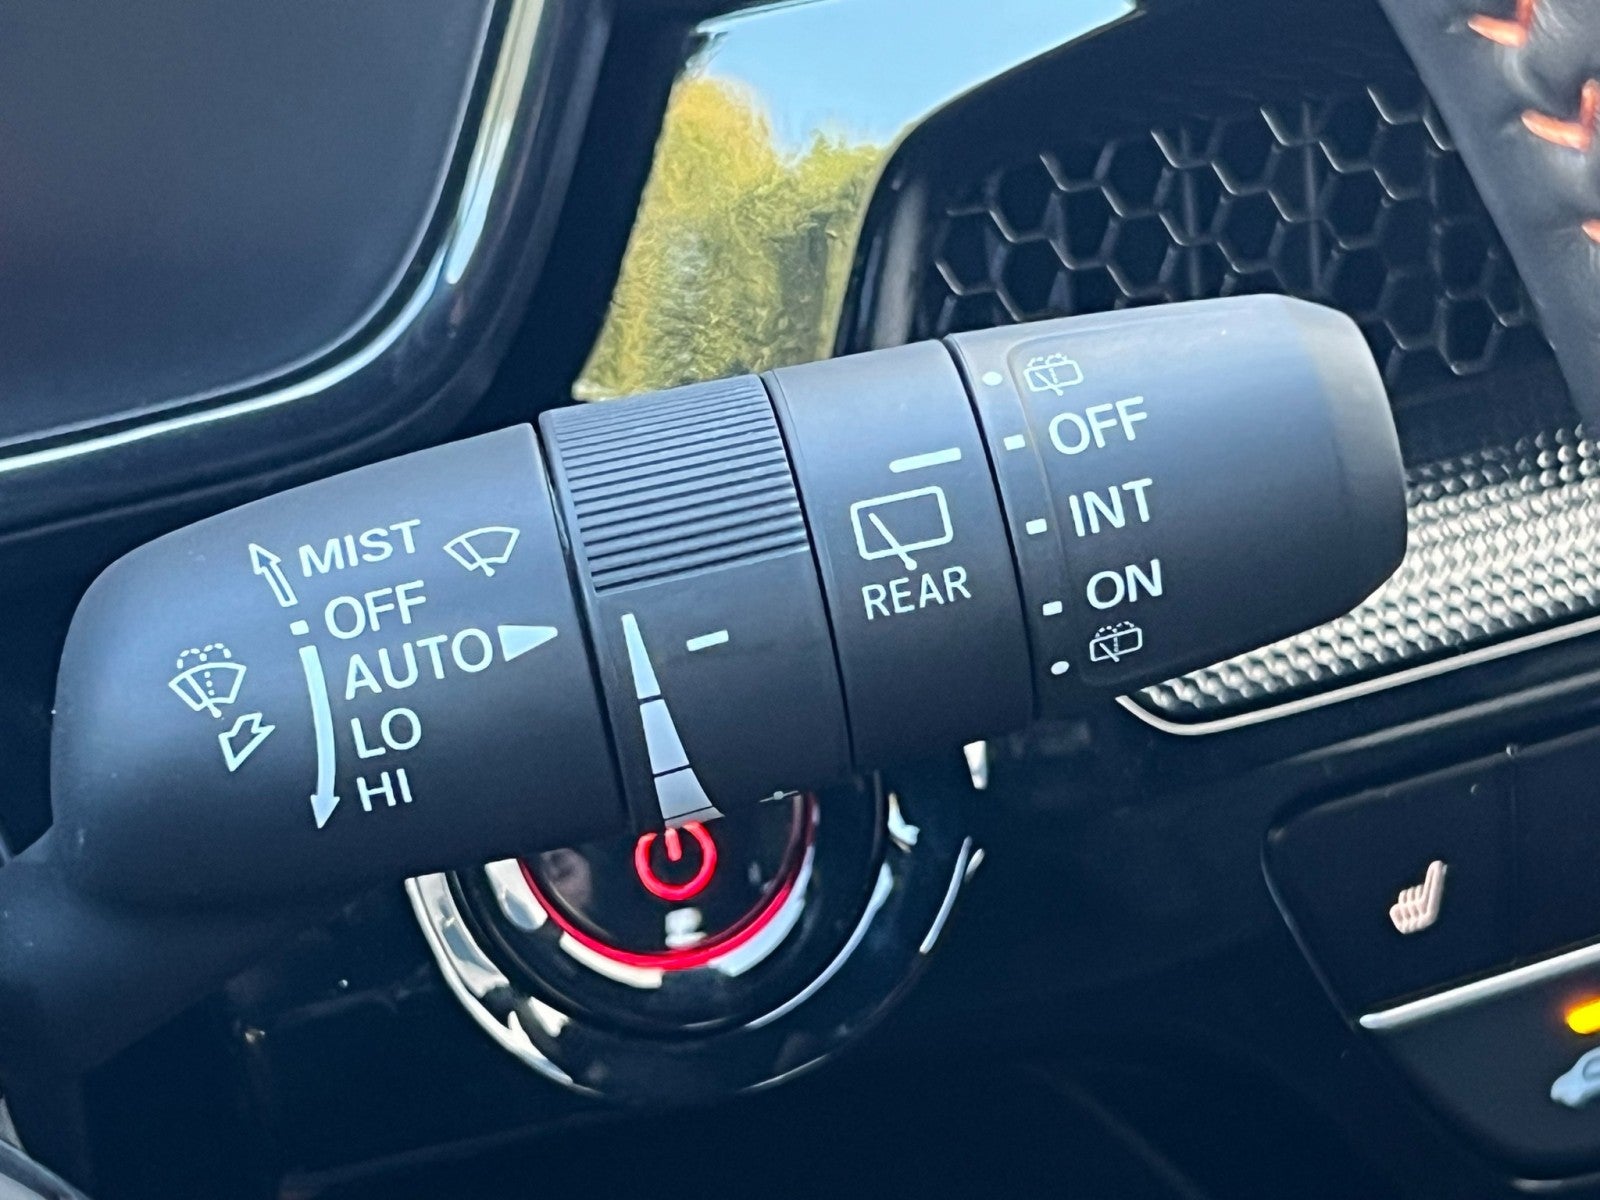 MIST
OFF
AUTO
LO
HI
REAR
OFF
INT
ON